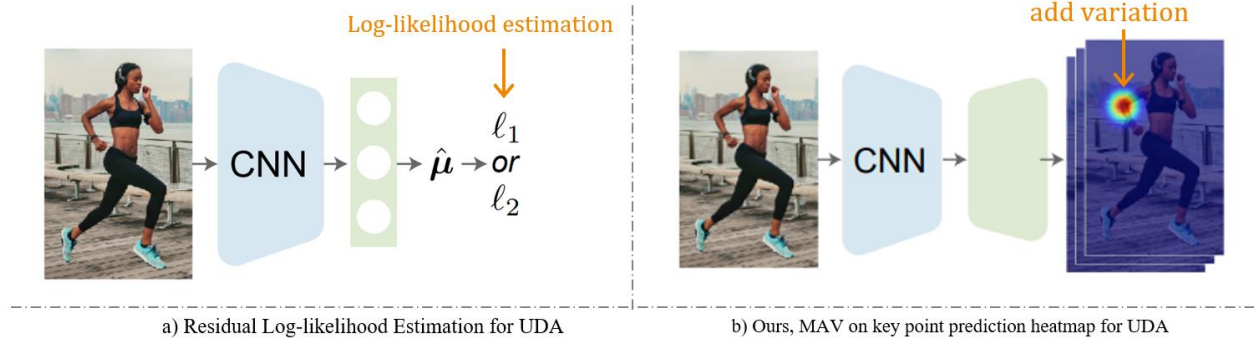 Log-likelihood estimation
CNN
μ̂
ℓ1
or
ℓ2
a) Residual Log-likelihood Estimation for UDA
add variation
CNN
b) Ours, MAV on key point prediction heatmap for UDA